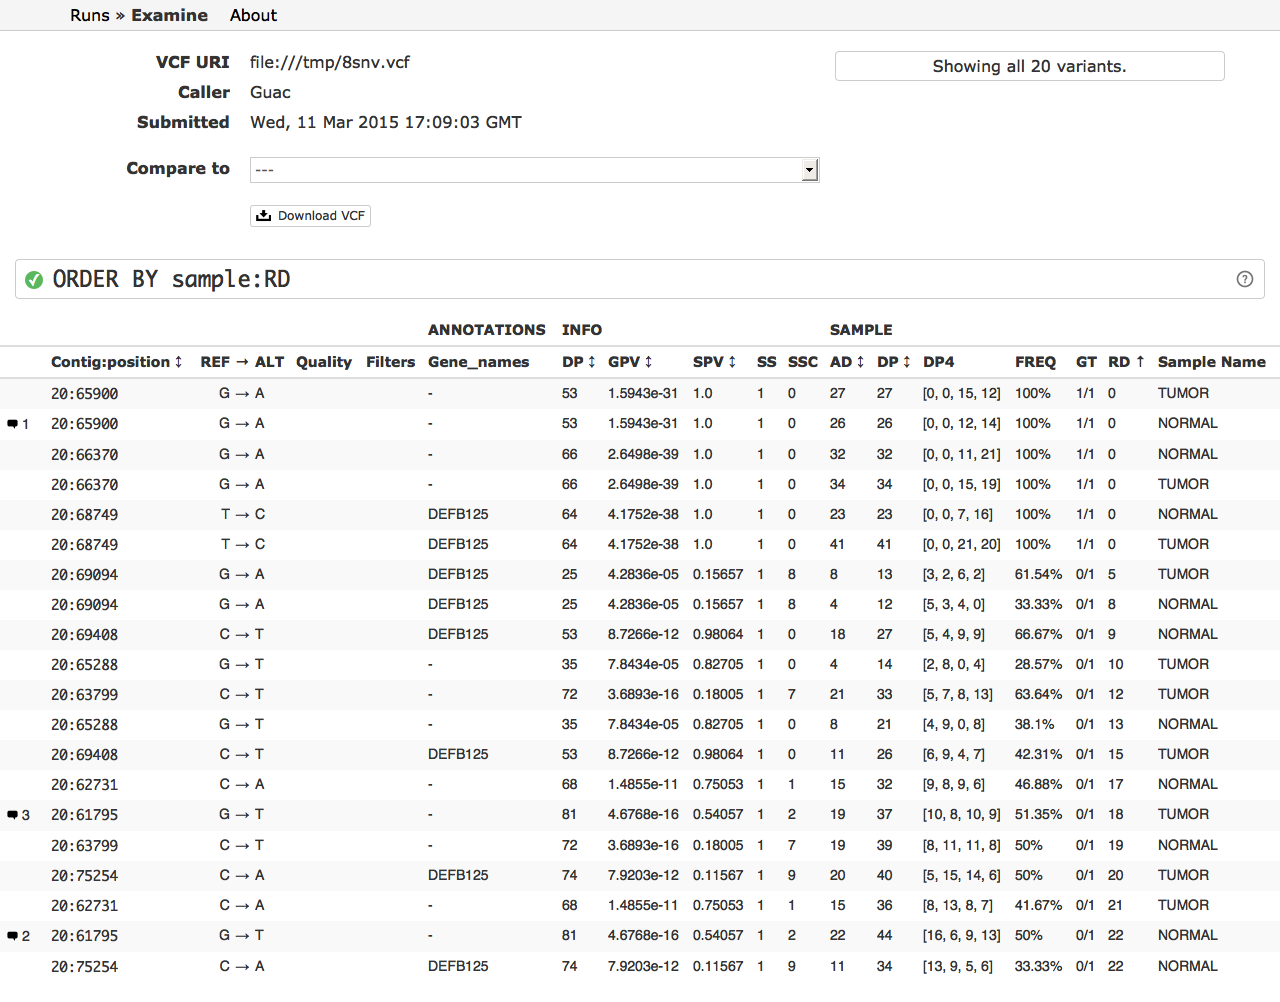 Runs » Examine About
VCF URI file:///tmp/8snv.vcf
Showing all 20 variants.
Caller Guac
Submitted Wed, 11 Mar 2015 17:09:03 GMT
Compare to ---
Download VCF
ORDER BY sample:RD ?
ANNOTATIONS INFO SAMPLE
Contig:position ↕ REF → ALT Quality Filters Gene_names DP ↕ GPV ↕ SPV ↕ SS SSC AD ↕ DP ↕ DP4 FREQ GT RD ↑ Sample Name
20:65900 G → A - 53 1.5943e-31 1.0 1 0 27 27 [0, 0, 15, 12] 100% 1/1 0 TUMOR
1 20:65900 G → A - 53 1.5943e-31 1.0 1 0 26 26 [0, 0, 12, 14] 100% 1/1 0 NORMAL
20:66370 G → A - 66 2.6498e-39 1.0 1 0 32 32 [0, 0, 11, 21] 100% 1/1 0 NORMAL
20:66370 G → A - 66 2.6498e-39 1.0 1 0 34 34 [0, 0, 15, 19] 100% 1/1 0 TUMOR
20:68749 T → C DEFB125 64 4.1752e-38 1.0 1 0 23 23 [0, 0, 7, 16] 100% 1/1 0 NORMAL
20:68749 T → C DEFB125 64 4.1752e-38 1.0 1 0 41 41 [0, 0, 21, 20] 100% 1/1 0 TUMOR
20:69094 G → A DEFB125 25 4.2836e-05 0.15657 1 8 8 13 [3, 2, 6, 2] 61.54% 0/1 5 TUMOR
20:69094 G → A DEFB125 25 4.2836e-05 0.15657 1 8 4 12 [5, 3, 4, 0] 33.33% 0/1 8 NORMAL
20:69408 C → T DEFB125 53 8.7266e-12 0.98064 1 0 18 27 [5, 4, 9, 9] 66.67% 0/1 9 NORMAL
20:65288 G → T - 35 7.8434e-05 0.82705 1 0 4 14 [2, 8, 0, 4] 28.57% 0/1 10 TUMOR
20:63799 C → T - 72 3.6893e-16 0.18005 1 7 21 33 [5, 7, 8, 13] 63.64% 0/1 12 TUMOR
20:65288 G → T - 35 7.8434e-05 0.82705 1 0 8 21 [4, 9, 0, 8] 38.1% 0/1 13 NORMAL
20:69408 C → T DEFB125 53 8.7266e-12 0.98064 1 0 11 26 [6, 9, 4, 7] 42.31% 0/1 15 TUMOR
20:62731 C → A - 68 1.4855e-11 0.75053 1 1 15 32 [9, 8, 9, 6] 46.88% 0/1 17 NORMAL
3 20:61795 G → T - 81 4.6768e-16 0.54057 1 2 19 37 [10, 8, 10, 9] 51.35% 0/1 18 TUMOR
20:63799 C → T - 72 3.6893e-16 0.18005 1 7 19 39 [8, 11, 11, 8] 50% 0/1 19 NORMAL
20:75254 C → A DEFB125 74 7.9203e-12 0.11567 1 9 20 40 [5, 15, 14, 6] 50% 0/1 20 TUMOR
20:62731 C → A - 68 1.4855e-11 0.75053 1 1 15 36 [8, 13, 8, 7] 41.67% 0/1 21 TUMOR
2 20:61795 G → T - 81 4.6768e-16 0.54057 1 2 22 44 [16, 6, 9, 13] 50% 0/1 22 NORMAL
20:75254 C → A DEFB125 74 7.9203e-12 0.11567 1 9 11 34 [13, 9, 5, 6] 33.33% 0/1 22 NORMAL